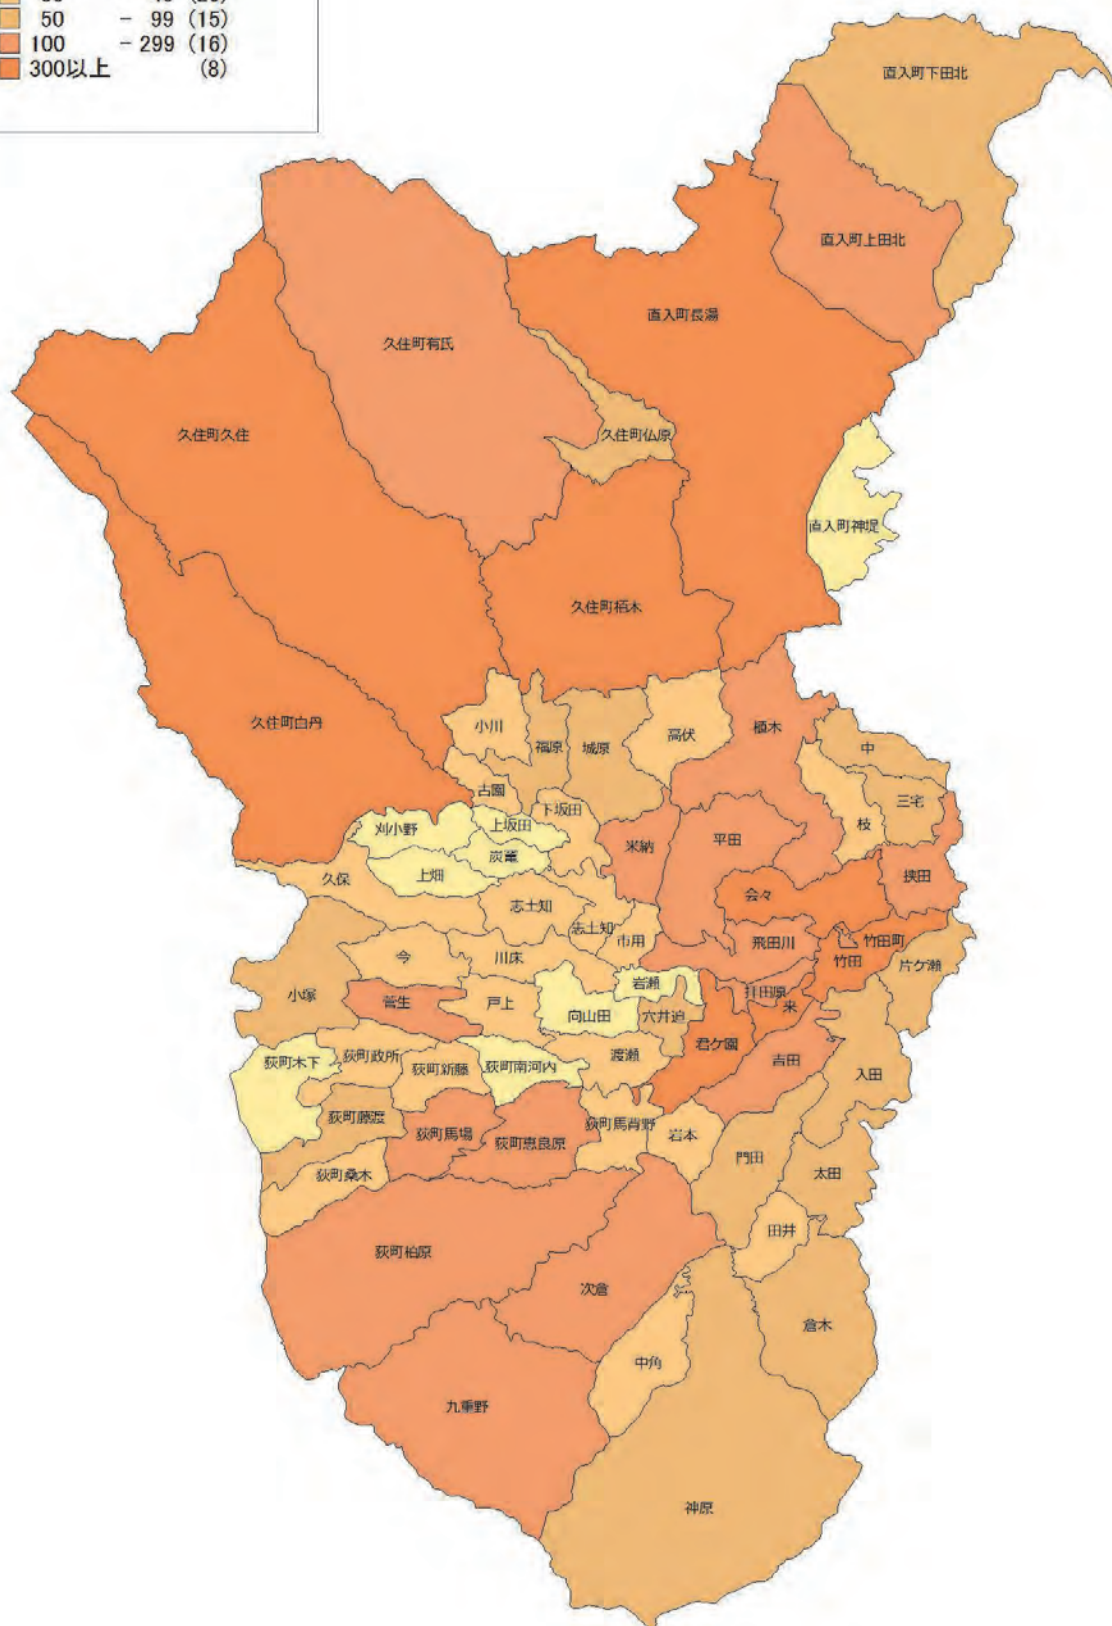 50 - 99 (15)
100 - 299 (16)
300以上 (8)
直入町下田北
直入町上田北
直入町長湯
久住町有氏
久住町久住
久住町仏原
直入町神堤
久住町栢木
久住町白丹
小川
福原
城原
高伏
植木
中
古園
下坂田
三宅
刈小野
上坂田
枝
米納
平田
炭竈
上畑
久保
会々
挟田
志土知
志土知
市用
飛田川
竹田町
今
川床
竹田
片ケ瀬
岩瀬
小塚
菅生
戸上
向山田
穴井迫
拝田原
来
君ケ園
荻町木下
荻町政所
荻町新藤
荻町南河内
渡瀬
吉田
入田
荻町藤渡
荻町馬場
荻町恵良原
荻町馬背野
岩本
門田
太田
荻町桑木
田井
荻町柏原
次倉
倉木
中角
九重野
神原